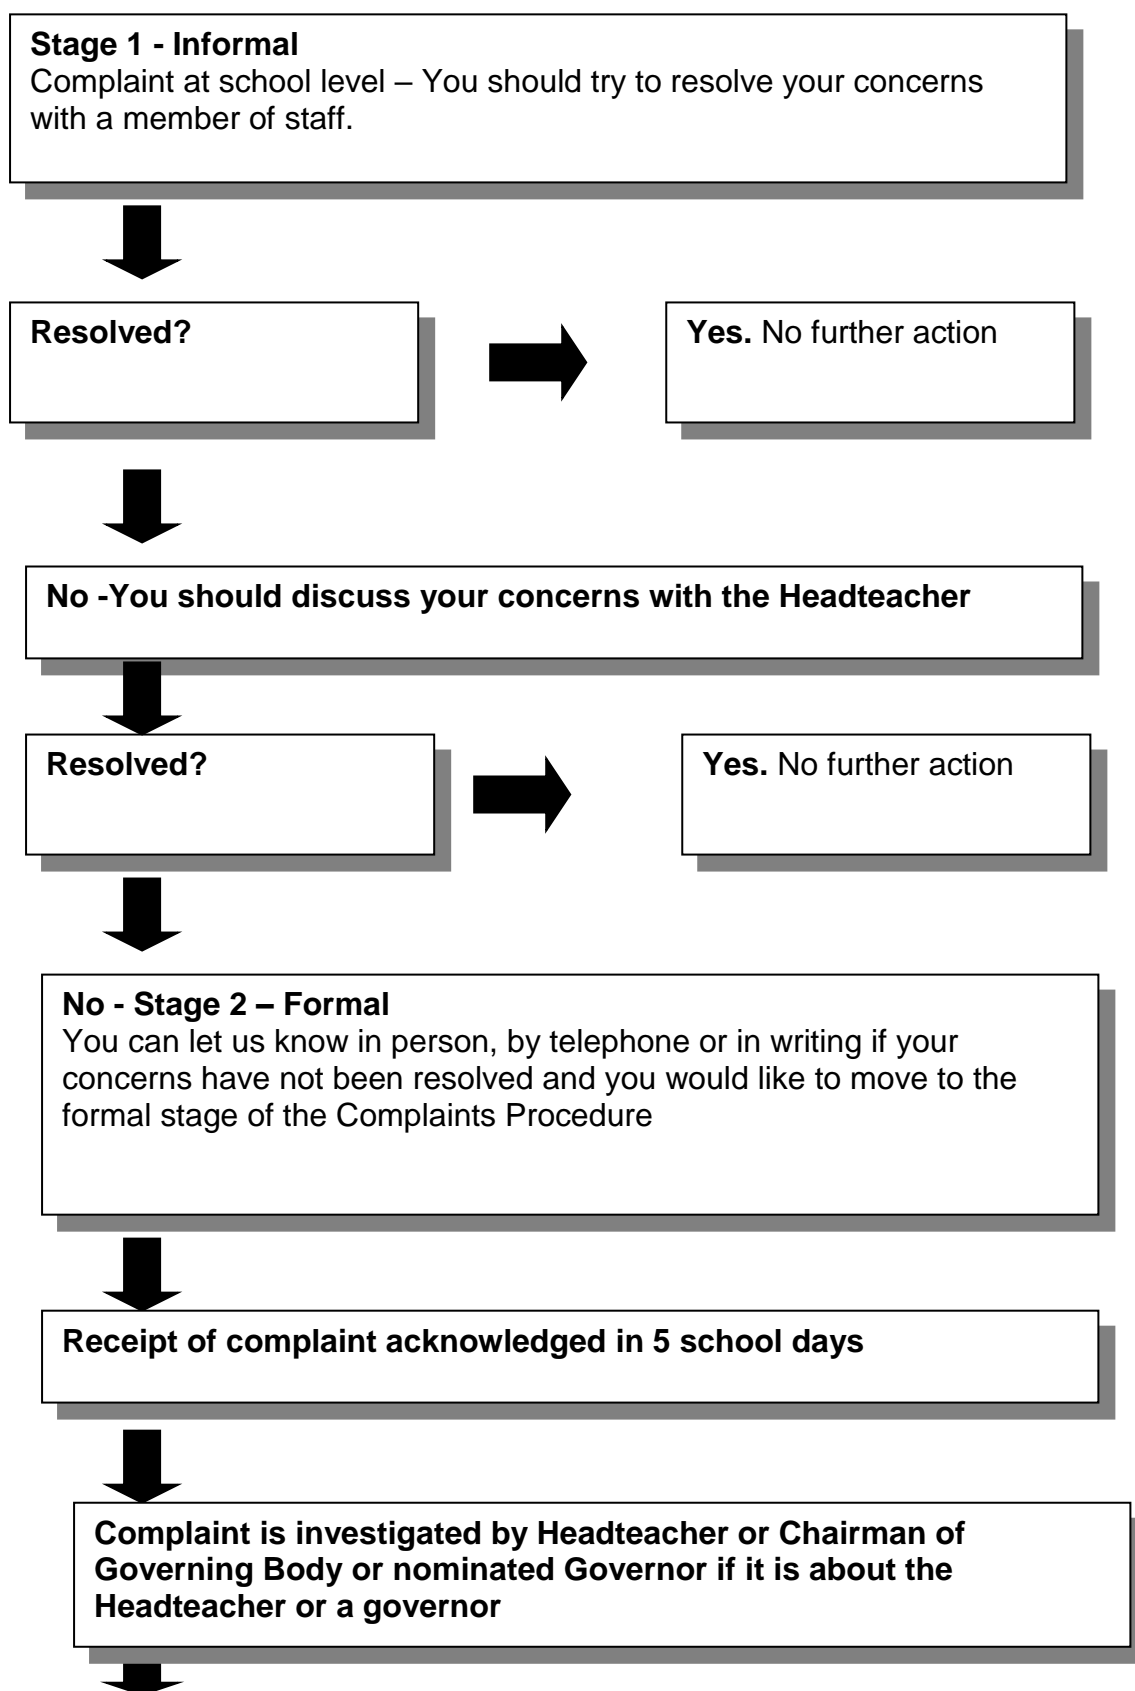 Stage 1 - Informal
Complaint at school level – You should try to resolve your concerns
with a member of staff.
Resolved?
Yes. No further action
No -You should discuss your concerns with the Headteacher
Resolved?
Yes. No further action
No - Stage 2 – Formal
You can let us know in person, by telephone or in writing if your
concerns have not been resolved and you would like to move to the
formal stage of the Complaints Procedure
Receipt of complaint acknowledged in 5 school days
Complaint is investigated by Headteacher or Chairman of
Governing Body or nominated Governor if it is about the
Headteacher or a governor